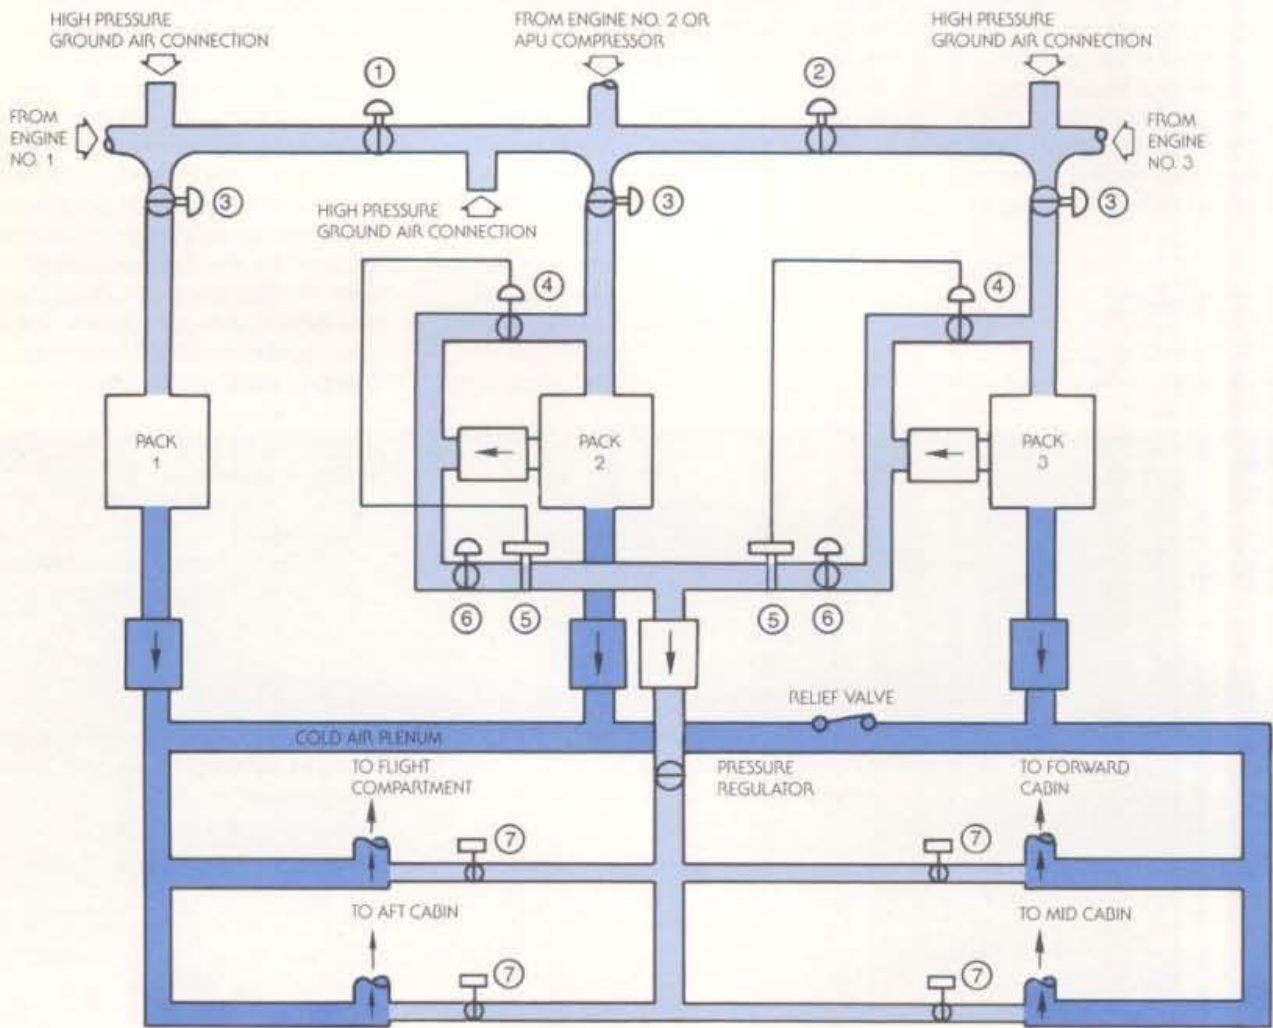 HIGH PRESSURE
GROUND AIR CONNECTION
FROM ENGINE NO. 2 OR
APU COMPRESSOR
HIGH PRESSURE
GROUND AIR CONNECTION
1
2
FROM
ENGINE
NO. 1
FROM
ENGINE
NO. 3
3
HIGH PRESSURE
GROUND AIR CONNECTION
3
3
4
4
PACK
1
PACK
2
PACK
3
6
5
5
6
RELIEF VALVE
COLD AIR PLENUM
TO FLIGHT
COMPARTMENT
PRESSURE
REGULATOR
TO FORWARD
CABIN
7
7
TO AFT CABIN
TO MID CABIN
7
7